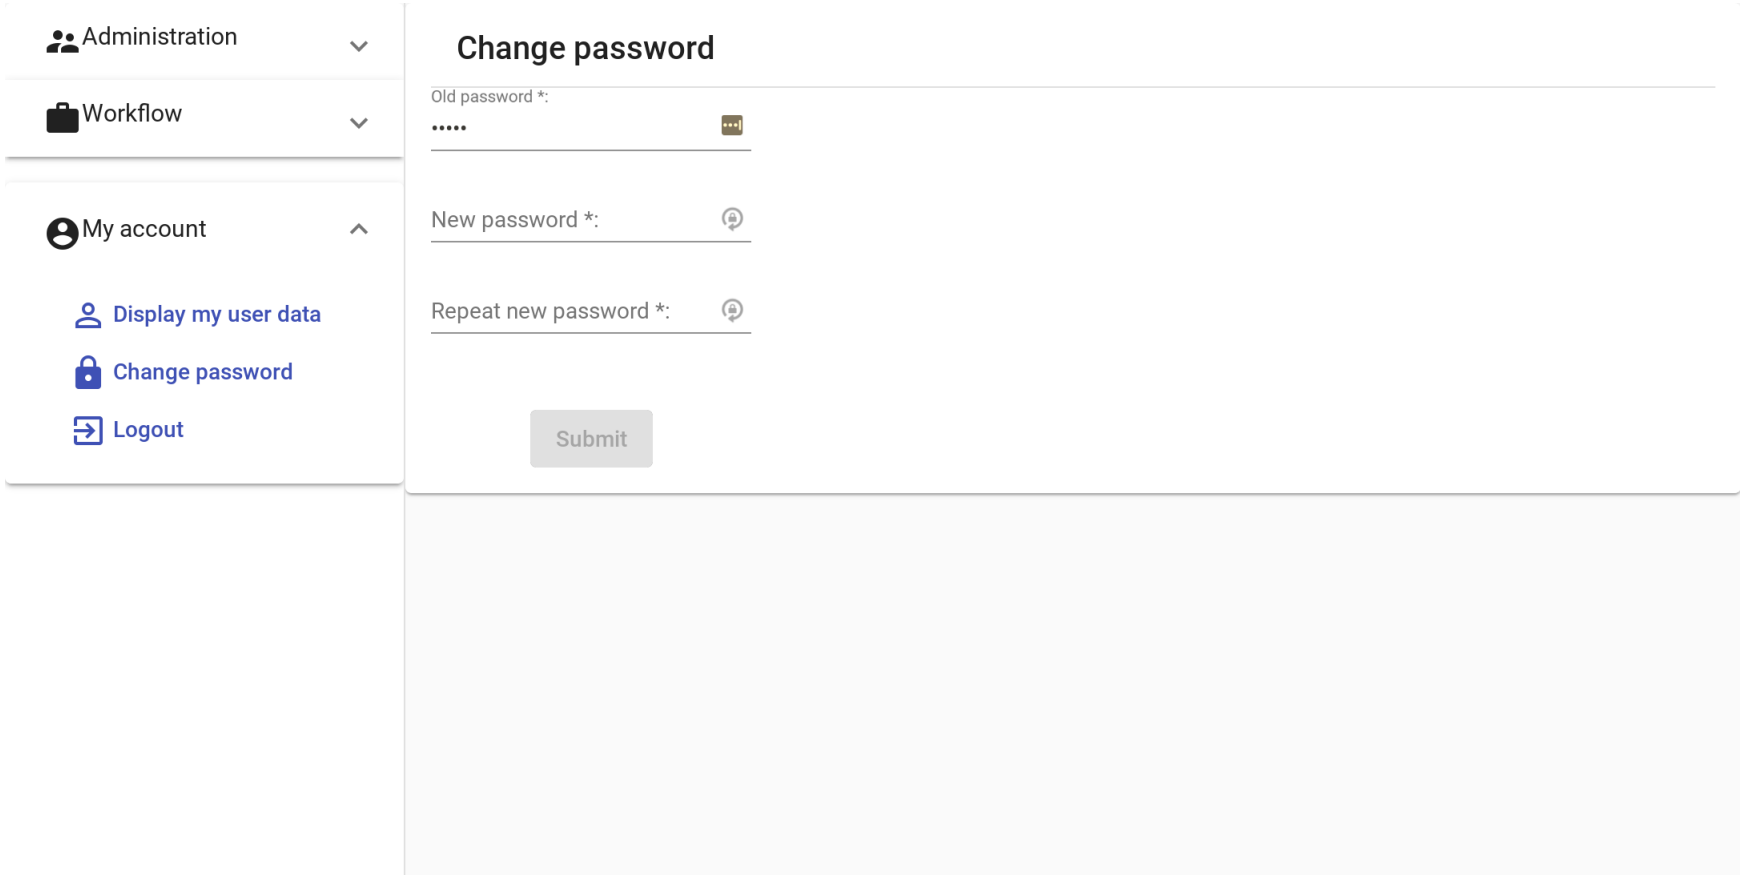 Administration
Workflow
My account
Display my user data
Change password
Logout
Change password
Old password *:
•••••
New password *:
Repeat new password *:
Submit